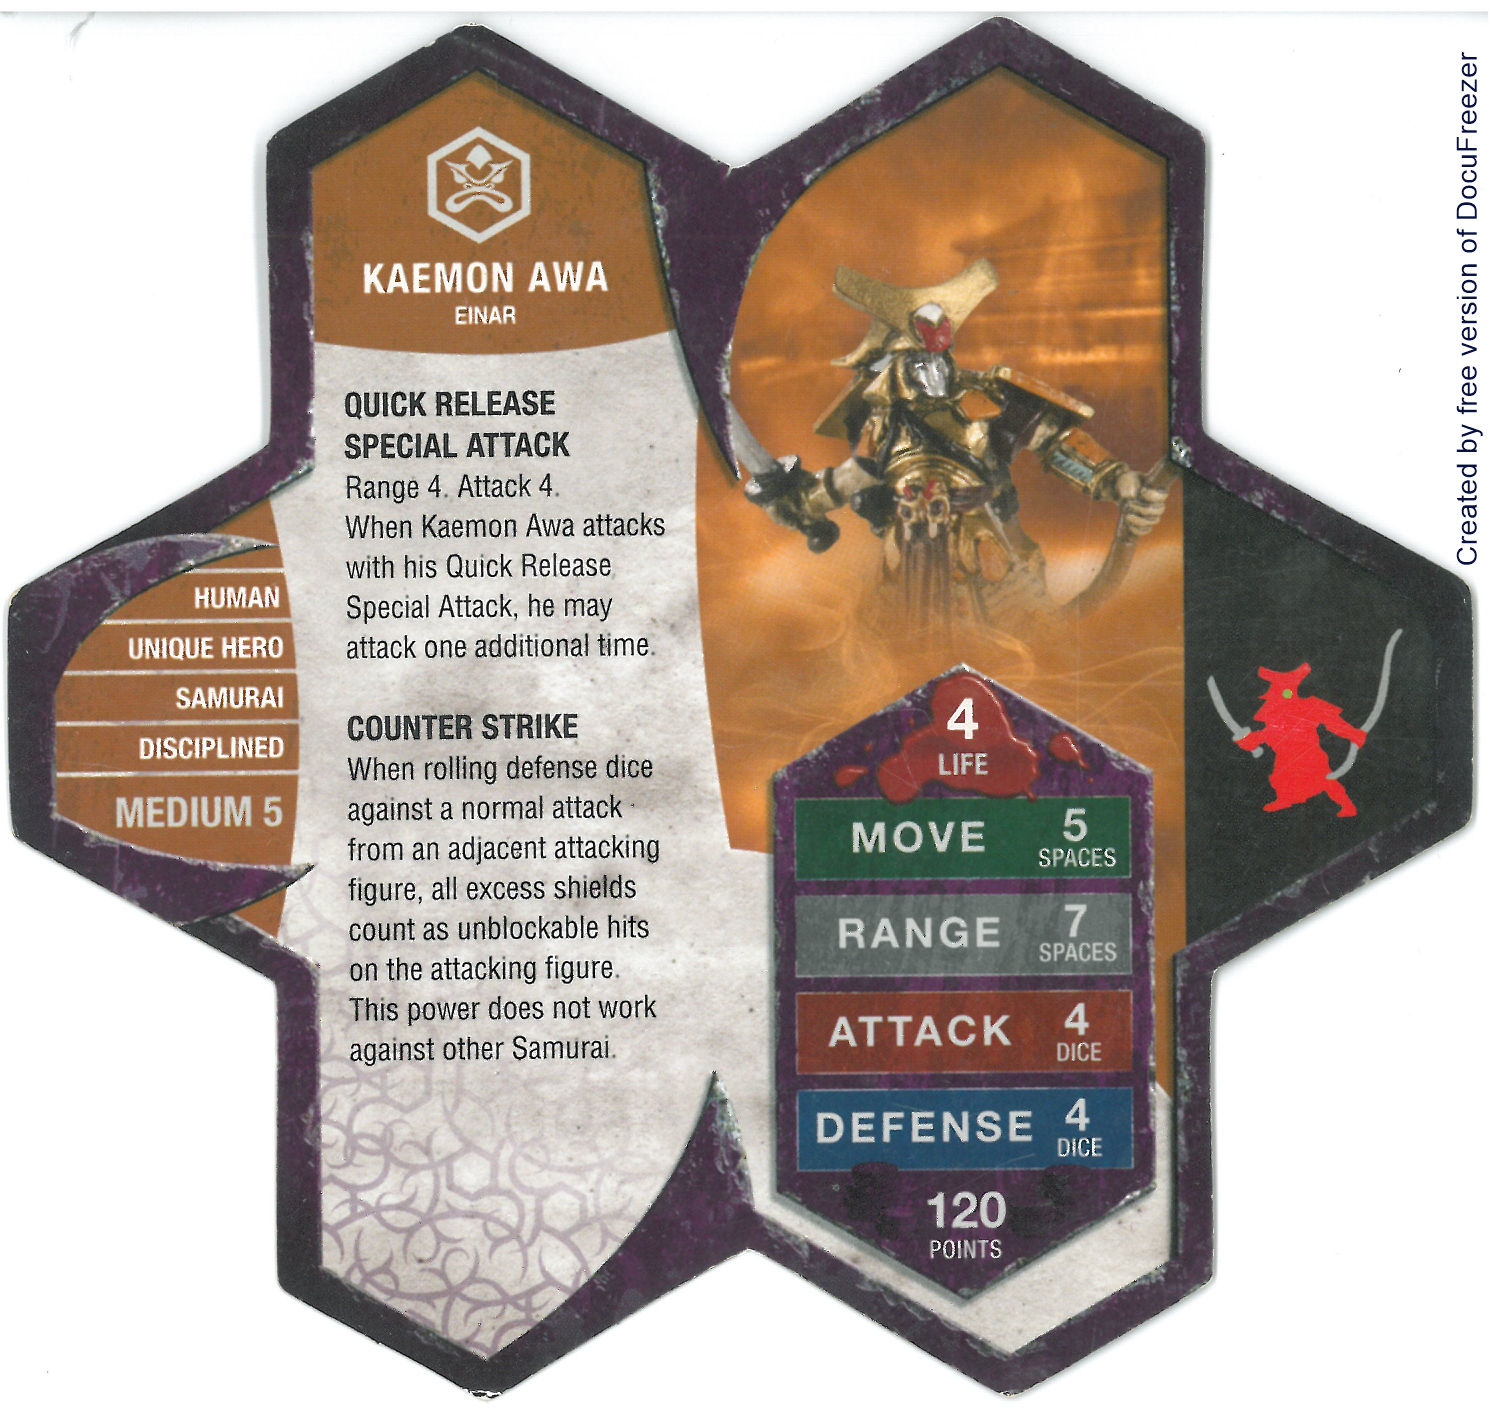 KAEMON AWA
EINAR
QUICK RELEASE
SPECIAL ATTACK
Range 4. Attack 4.
When Kaemon Awa attacks
with his Quick Release
Special Attack, he may
attack one additional time.
COUNTER STRIKE
When rolling defense dice
against a normal attack
from an adjacent attacking
figure, all excess shields
count as unblockable hits
on the attacking figure.
This power does not work
against other Samurai.
HUMAN
UNIQUE HERO
SAMURAI
DISCIPLINED
MEDIUM 5
4
LIFE
MOVE 5
SPACES
RANGE 7
SPACES
ATTACK 4
DICE
DEFENSE 4
DICE
120
POINTS
Created by free version of DocuFreezer